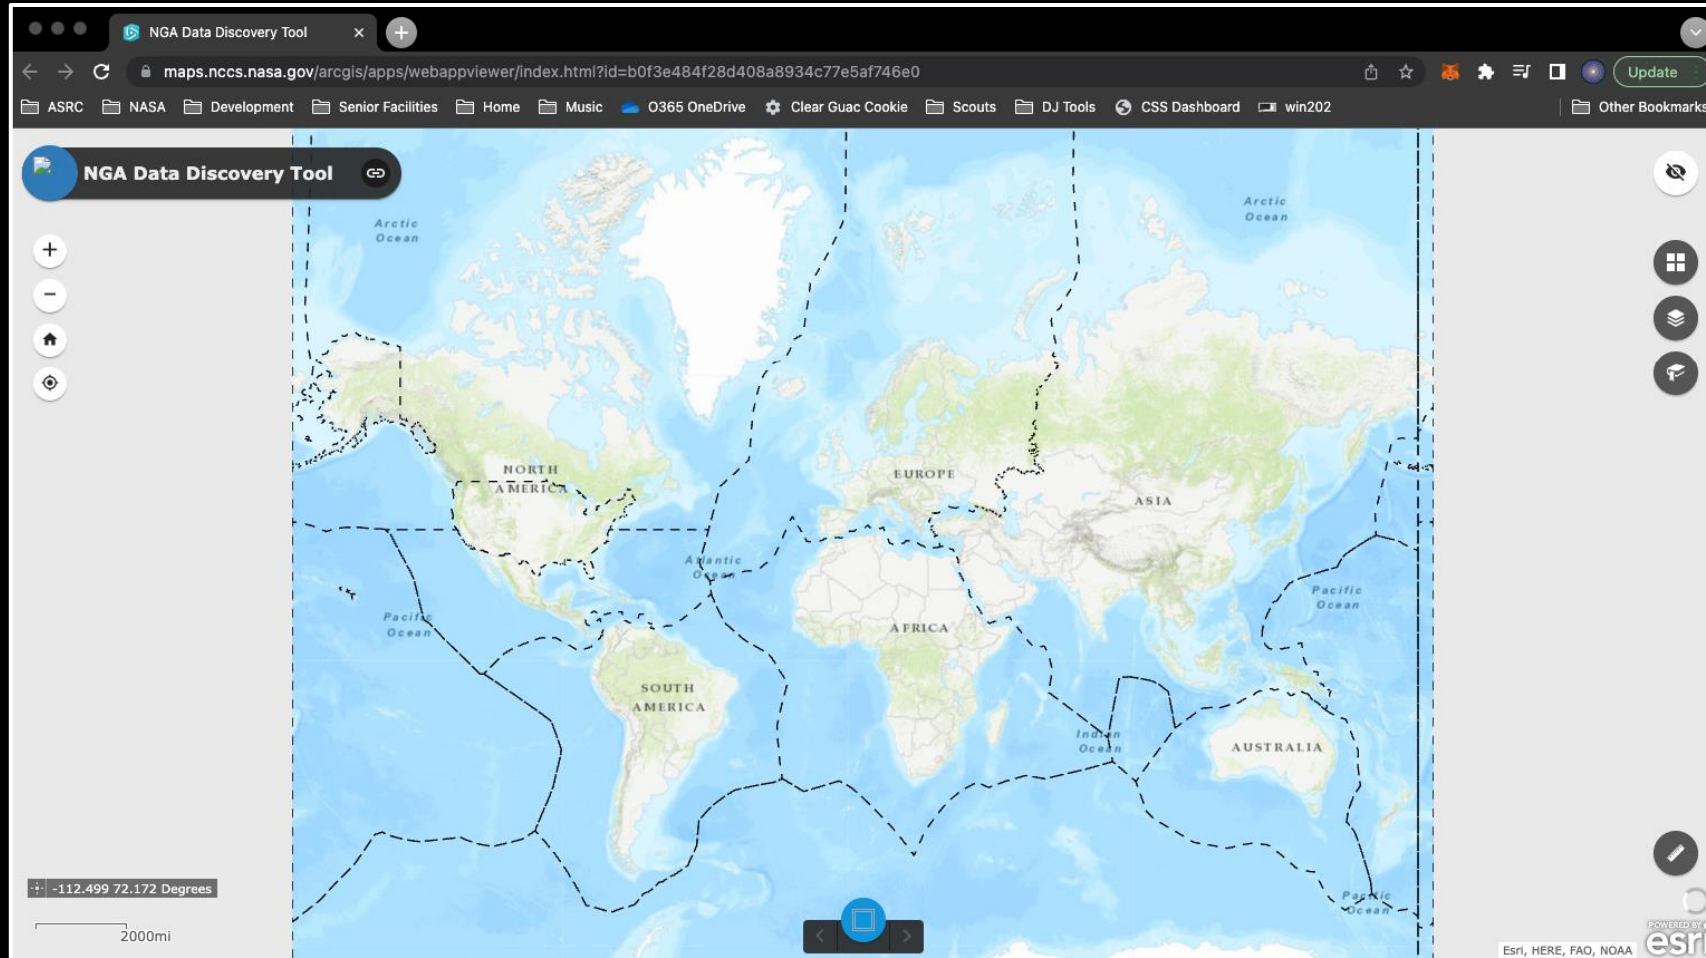 NGA Data Discovery Tool
maps.nccs.nasa.gov/arcgis/apps/webappviewer/index.html?id=b0f3e484f28d408a8934c77e5af746e0
Update
ASRC NASA Development Senior Facilities Home Music O365 OneDrive Clear Guac Cookie Scouts DJ Tools CSS Dashboard win202 Other Bookmarks
NGA Data Discovery Tool
Arctic
Ocean
Arctic
Ocean
NORTH
AMERICA
EUROPE
ASIA
Atlantic
Ocean
Pacific
Ocean
Pacific
Ocean
AFRICA
SOUTH
AMERICA
Indian
Ocean
AUSTRALIA
Pacific
Ocean
-112.499 72.172 Degrees
2000mi
Esri, HERE, FAO, NOAA
POWERED BY
esri